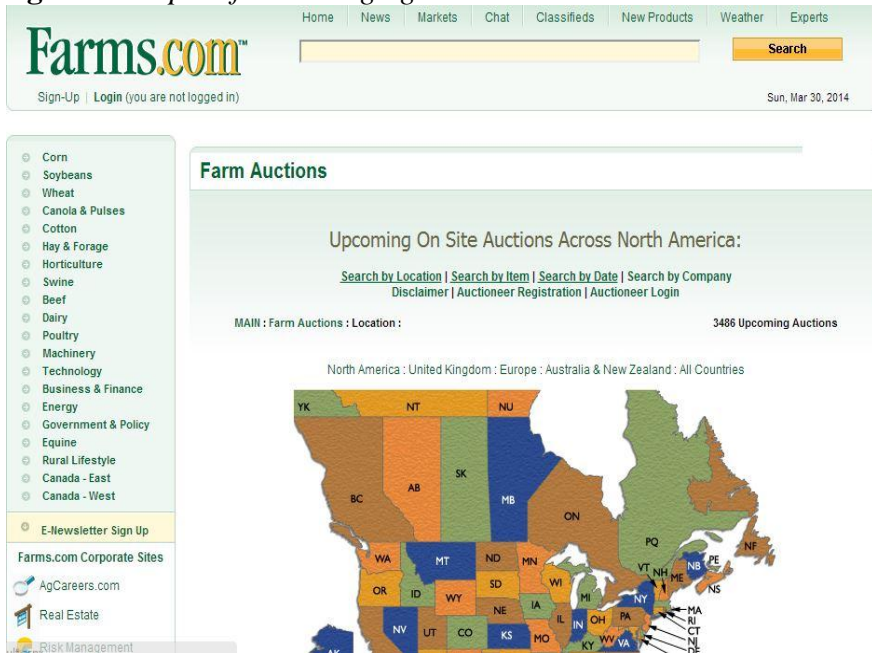 Home News Markets Chat Classifieds New Products Weather Experts
Farms.com™
Search
Sign-Up | Login (you are not logged in)
Sun, Mar 30, 2014
Corn
Soybeans
Wheat
Canola & Pulses
Cotton
Hay & Forage
Horticulture
Swine
Beef
Dairy
Poultry
Machinery
Technology
Business & Finance
Energy
Government & Policy
Equine
Rural Lifestyle
Canada - East
Canada - West
E-Newsletter Sign Up
Farms.com Corporate Sites
AgCareers.com
Real Estate
Risk Management
Farm Auctions
Upcoming On Site Auctions Across North America:
Search by Location | Search by Item | Search by Date | Search by Company
Disclaimer | Auctioneer Registration | Auctioneer Login
MAIN : Farm Auctions : Location :
3486 Upcoming Auctions
North America : United Kingdom : Europe : Australia & New Zealand : All Countries
YK NT NU
BC AB SK MB ON PQ NF
WA MT ND MN VT NH ME NB PE NS
OR ID WY SD WI MI NY MA
NE IA IL IN OH PA RI
CT
NV UT CO KS MO KY WV VA NJ
DE
AK